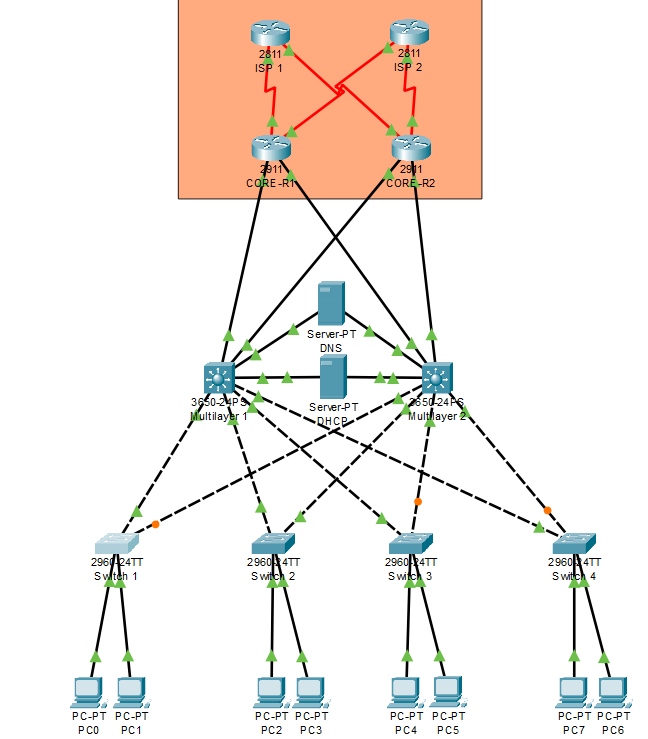 2811
ISP 1
2811
ISP 2
2911
CORE-R1
2911
CORE-R2
Server-PT
DNS
3650-24PS
Multilayer 1
Server-PT
DHCP
3650-24PS
Multilayer 2
2960-24TT
Switch 1
2960-24TT
Switch 2
2960-24TT
Switch 3
2960-24TT
Switch 4
PC-PT
PC0
PC-PT
PC1
PC-PT
PC2
PC-PT
PC3
PC-PT
PC4
PC-PT
PC5
PC-PT
PC7
PC-PT
PC6